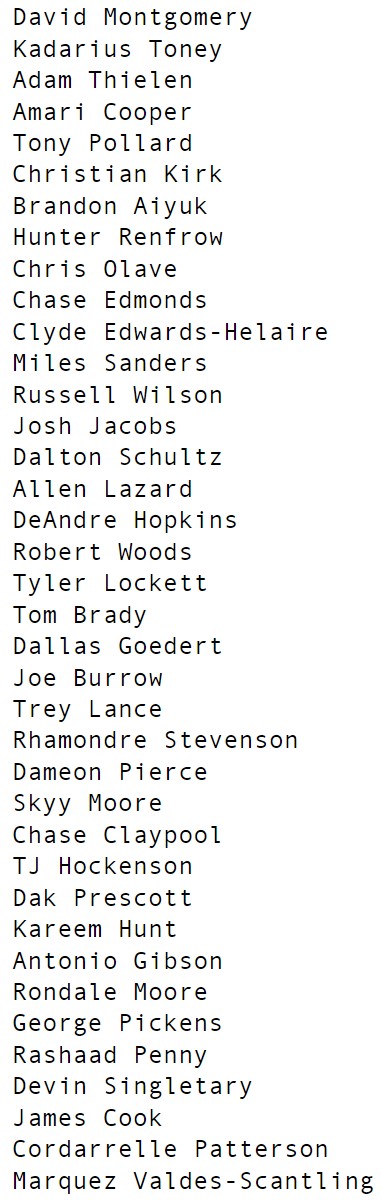 David Montgomery
Kadarius Toney
Adam Thielen
Amari Cooper
Tony Pollard
Christian Kirk
Brandon Aiyuk
Hunter Renfrow
Chris Olave
Chase Edmonds
Clyde Edwards-Helaire
Miles Sanders
Russell Wilson
Josh Jacobs
Dalton Schultz
Allen Lazard
DeAndre Hopkins
Robert Woods
Tyler Lockett
Tom Brady
Dallas Goedert
Joe Burrow
Trey Lance
Rhamondre Stevenson
Dameon Pierce
Skyy Moore
Chase Claypool
TJ Hockenson
Dak Prescott
Kareem Hunt
Antonio Gibson
Rondale Moore
George Pickens
Rashaad Penny
Devin Singletary
James Cook
Cordarrelle Patterson
Marquez Valdes-Scantling